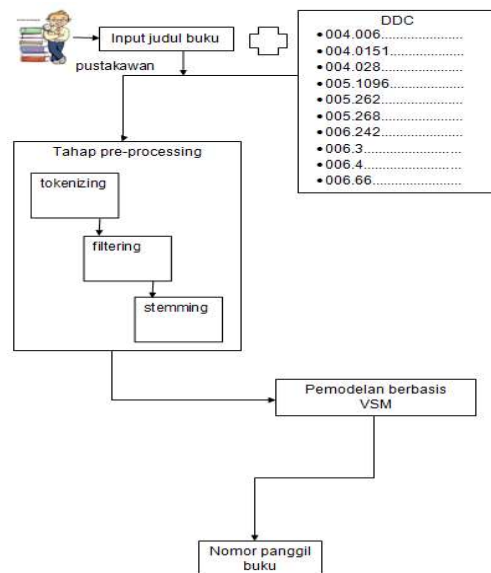 Input judul buku
pustakawan
DDC
•004.006......................
•004.0151......................
•004.028......................
•005.1096......................
•005.262......................
•005.268......................
•006.242......................
•006.3........................
•006.4........................
•006.66......................
Tahap pre-processing
tokenizing
filtering
stemming
Pemodelan berbasis
VSM
Nomor panggil
buku